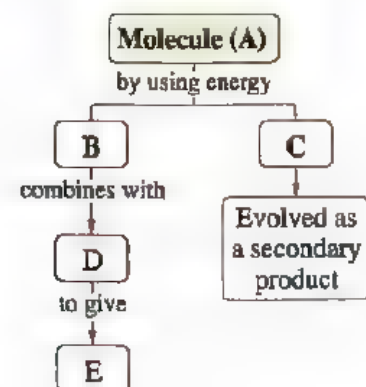 Molecule (A)
by using energy
B
C
combines with
Evolved as
a secondary
product
D
to give
E